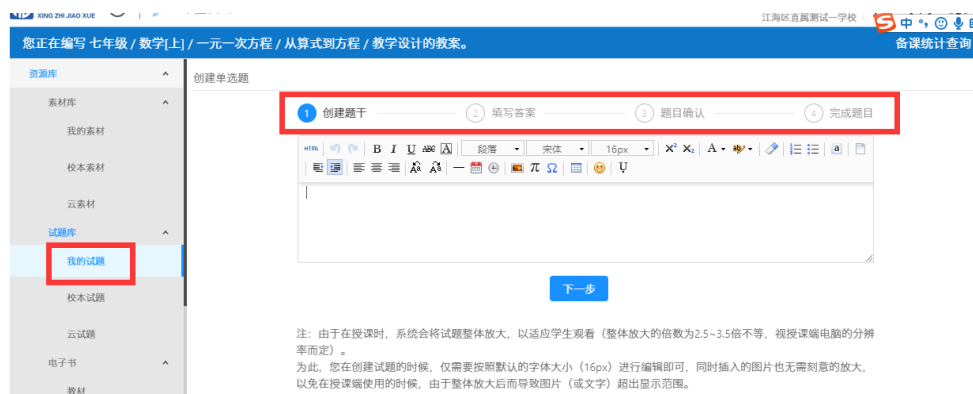 XING ZHI JIAO XUE
江海区直属测试一学校
中
您正在编写 七年级 / 数学[上] / 一元一次方程 / 从算式到方程 / 教学设计的教案。
备课统计查询
资源库
创建单选题
素材库
1 创建题干
2 填写答案
3 题目确认
4 完成题目
我的素材
HTML B I U ABC A 段落 宋体 16px X² X₂ A ab a
π Ω
校本素材
云素材
试题库
我的试题
下一步
校本试题
云试题
注：由于在授课时，系统会将试题整体放大，以适应学生观看（整体放大的倍数为2.5~3.5倍不等，视授课端电脑的分辨
率而定）。
电子书
为此，您在创建试题的时候，仅需要按照默认的字体大小（16px）进行编辑即可，同时插入的图片也无需刻意的放大，
以免在授课端使用的时候，由于整体放大后而导致图片（或文字）超出显示范围。
教材